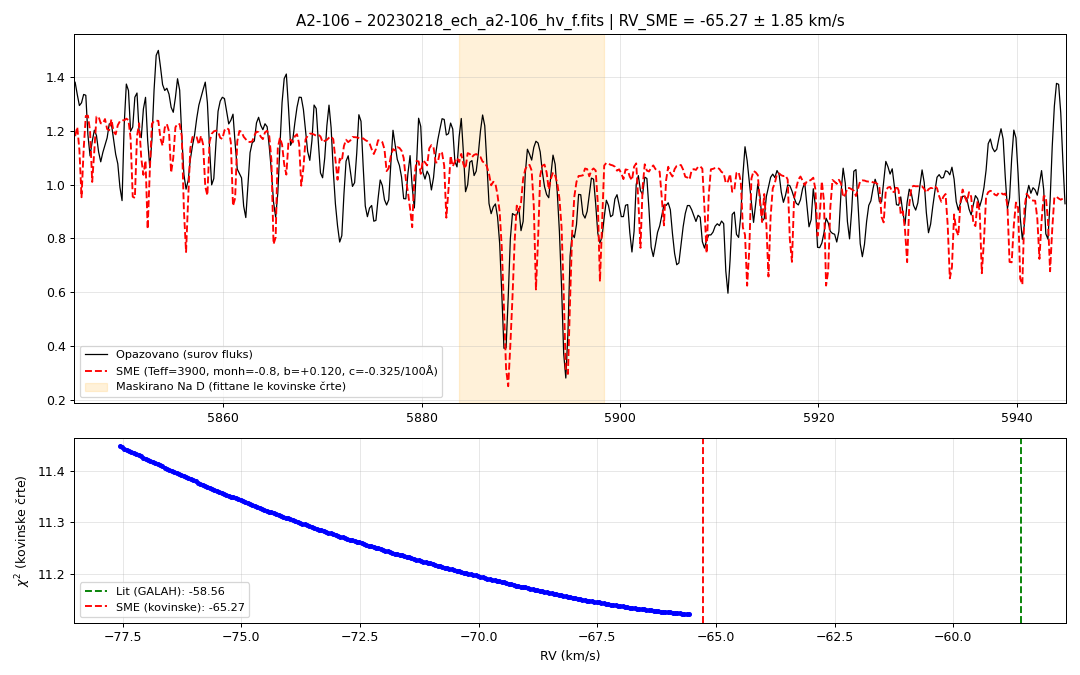 A2-106 – 20230218_ech_a2-106_hv_f.fits | RV_SME = -65.27 ± 1.85 km/s
1.4
1.2
1.0
0.8
0.6
0.4
0.2
Opazovano (surov fluks)
SME (Teff=3900, monh=-0.8, b=+0.120, c=-0.325/100Å)
Maskirano Na D (fittane le kovinske črte)
5860 5880 5900 5920 5940
χ² (kovinske črte)
11.4
11.3
11.2
Lit (GALAH): -58.56
SME (kovinske): -65.27
−77.5 −75.0 −72.5 −70.0 −67.5 −65.0 −62.5 −60.0
RV (km/s)